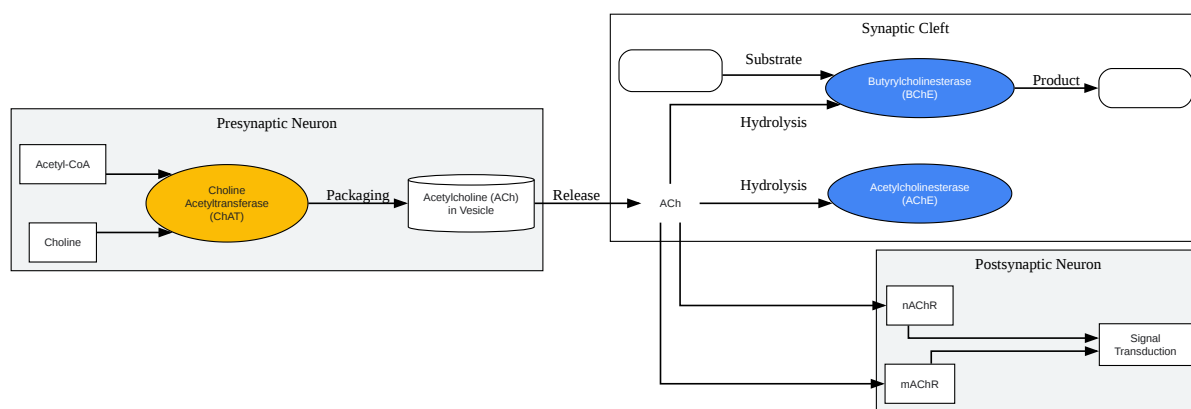 Synaptic Cleft
Substrate
Butyrylcholinesterase
(BChE)
Product
Hydrolysis
Presynaptic Neuron
Acetyl-CoA
Choline
Acetyltransferase
(ChAT)
Packaging
Acetylcholine (ACh)
in Vesicle
Release
ACh
Hydrolysis
Acetylcholinesterase
(AChE)
Choline
Postsynaptic Neuron
nAChR
Signal
Transduction
mAChR